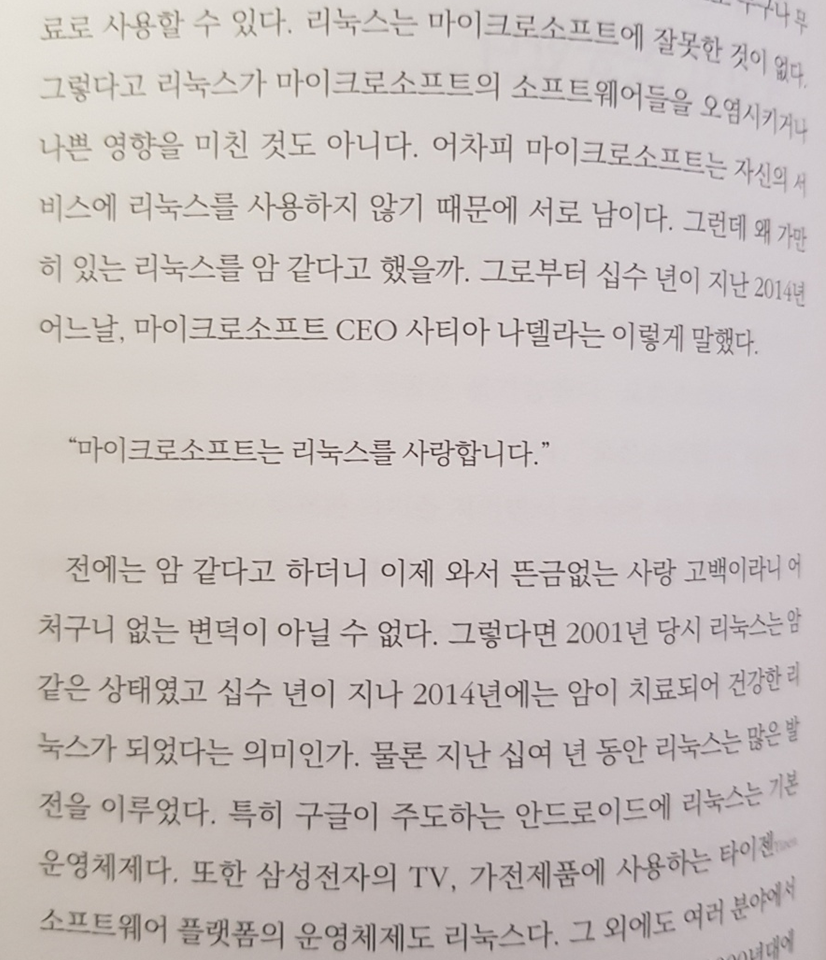 료로 사용할 수 있다. 리눅스는 마이크로소프트에 잘못한 것이 없다.
그렇다고 리눅스가 마이크로소프트의 소프트웨어들을 오염시키거나
나쁜 영향을 미친 것도 아니다. 어차피 마이크로소프트는 자신의 서
비스에 리눅스를 사용하지 않기 때문에 서로 남이다. 그런데 왜 가만
히 있는 리눅스를 암 같다고 했을까. 그로부터 십수 년이 지난 2014년
어느날, 마이크로소프트 CEO 사티아 나델라는 이렇게 말했다.
“마이크로소프트는 리눅스를 사랑합니다.”
전에는 암 같다고 하더니 이제 와서 뜬금없는 사랑 고백이라니 어
처구니 없는 변덕이 아닐 수 없다. 그렇다면 2001년 당시 리눅스는 암
같은 상태였고 십수 년이 지나 2014년에는 암이 치료되어 건강한 리
눅스가 되었다는 의미인가. 물론 지난 십여 년 동안 리눅스는 많은 발
전을 이루었다. 특히 구글이 주도하는 안드로이드에 리눅스는 기본
운영체제다. 또한 삼성전자의 TV, 가전제품에 사용하는 타이젠
소프트웨어 플랫폼의 운영체제도 리눅스다. 그 외에도 여러 분야에서